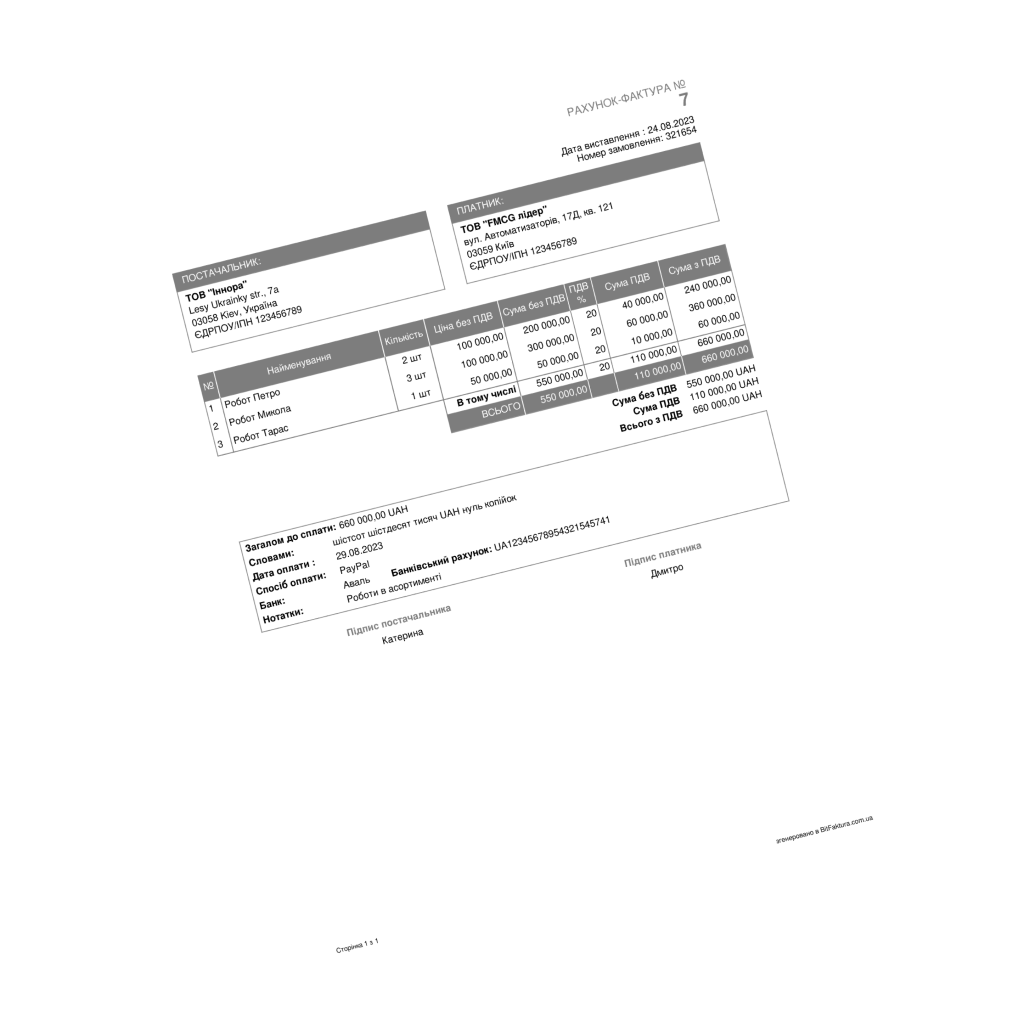 РАХУНОК-ФАКТУРА №
7
Дата виставлення : 24.08.2023
Номер замовлення: 321654
ПОСТАЧАЛЬНИК:
ТОВ "Іннора"
Lesy Ukrainky str., 7a
03058 Kiev, Україна
ЄДРПОУ/ІПН 123456789
ПЛАТНИК:
ТОВ "FMCG лідер"
вул. Автоматизаторів, 17Д, кв. 121
03059 Київ
ЄДРПОУ/ІПН 123456789
№ Найменування Кількість Ціна без ПДВ Сума без ПДВ ПДВ % Сума ПДВ Сума з ПДВ
1 Робот Петро 2 шт 100 000,00 200 000,00 20 40 000,00 240 000,00
2 Робот Микола 3 шт 100 000,00 300 000,00 20 60 000,00 360 000,00
3 Робот Тарас 1 шт 50 000,00 50 000,00 20 10 000,00 60 000,00
В тому числі 550 000,00 20 110 000,00 660 000,00
ВСЬОГО 550 000,00 110 000,00 660 000,00
Сума без ПДВ 550 000,00 UAH
Сума ПДВ 110 000,00 UAH
Всього з ПДВ 660 000,00 UAH
Загалом до сплати: 660 000,00 UAH
Словами: шістсот шістдесят тисяч UAH нуль копійок
Дата оплати : 29.08.2023
Спосіб оплати: PayPal
Банк: Аваль Банківський рахунок: UA12345678954321545741
Нотатки: Роботи в асортименті
Підпис постачальника
Катерина
Підпис платника
Дмитро
згенеровано в BitFaktura.com.ua
Сторінка 1 з 1